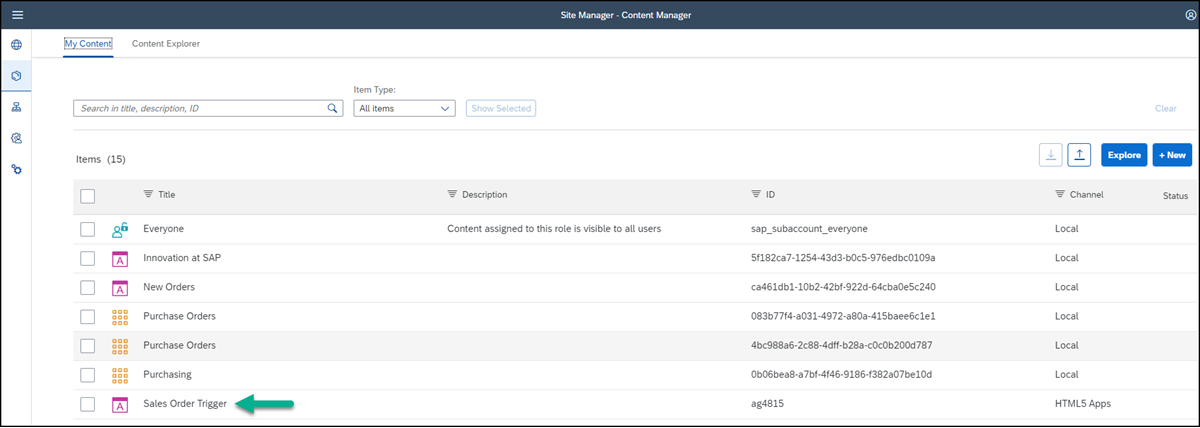 Site Manager - Content Manager
My Content Content Explorer
Item Type:
Search in title, description, ID All items Show Selected Clear
Items (15) Explore + New
Title Description ID Channel Status
Everyone Content assigned to this role is visible to all users sap_subaccount_everyone Local
A Innovation at SAP 5f182ca7-1254-43d3-b0c5-976edbc0109a Local
A New Orders ca461db1-10b2-42bf-922d-64cba0e5c240 Local
Purchase Orders 083b77f4-a031-4972-a80a-415baee6c1e1 Local
Purchase Orders 4bc988a6-2c88-4dff-b28a-c0c0b200d787 Local
Purchasing 0b06bea8-a7bf-4f46-9186-f382a07be10d Local
A Sales Order Trigger ag4815 HTML5 Apps